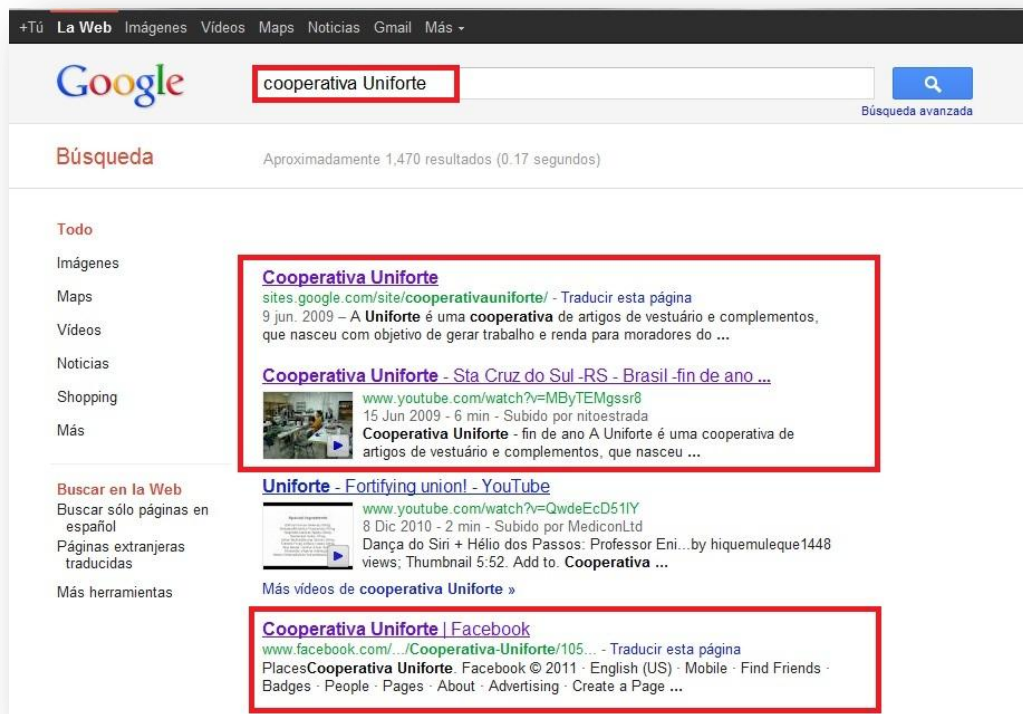 +Tú La Web Imágenes Vídeos Maps Noticias Gmail Más
Google
cooperativa Uniforte
Búsqueda avanzada
Búsqueda
Aproximadamente 1,470 resultados (0.17 segundos)
Todo
Imágenes
Maps
Vídeos
Noticias
Shopping
Más
Buscar en la Web
Buscar sólo páginas en
español
Páginas extranjeras
traducidas
Más herramientas
Cooperativa Uniforte
sites.google.com/site/cooperativauniforte/ - Traducir esta página
9 jun. 2009 – A Uniforte é uma cooperativa de artigos de vestuário e complementos,
que nasceu com objetivo de gerar trabalho e renda para moradores do ...
Cooperativa Uniforte - Sta Cruz do Sul -RS - Brasil -fin de ano ...
www.youtube.com/watch?v=MByTEMgssr8
15 Jun 2009 - 6 min - Subido por nitoestrada
Cooperativa Uniforte - fin de ano A Uniforte é uma cooperativa de
artigos de vestuário e complementos, que nasceu ...
Uniforte - Fortifying union! - YouTube
www.youtube.com/watch?v=QwdeEcD51lY
8 Dic 2010 - 2 min - Subido por MediconLtd
Dança do Siri + Hélio dos Passos: Professor Eni...by hiquemuleque1448
views; Thumbnail 5:52. Add to. Cooperativa ...
Más vídeos de cooperativa Uniforte »
Cooperativa Uniforte | Facebook
www.facebook.com/.../Cooperativa-Uniforte/105... - Traducir esta página
PlacesCooperativa Uniforte. Facebook © 2011 · English (US) · Mobile · Find Friends ·
Badges · People · Pages · About · Advertising · Create a Page ...